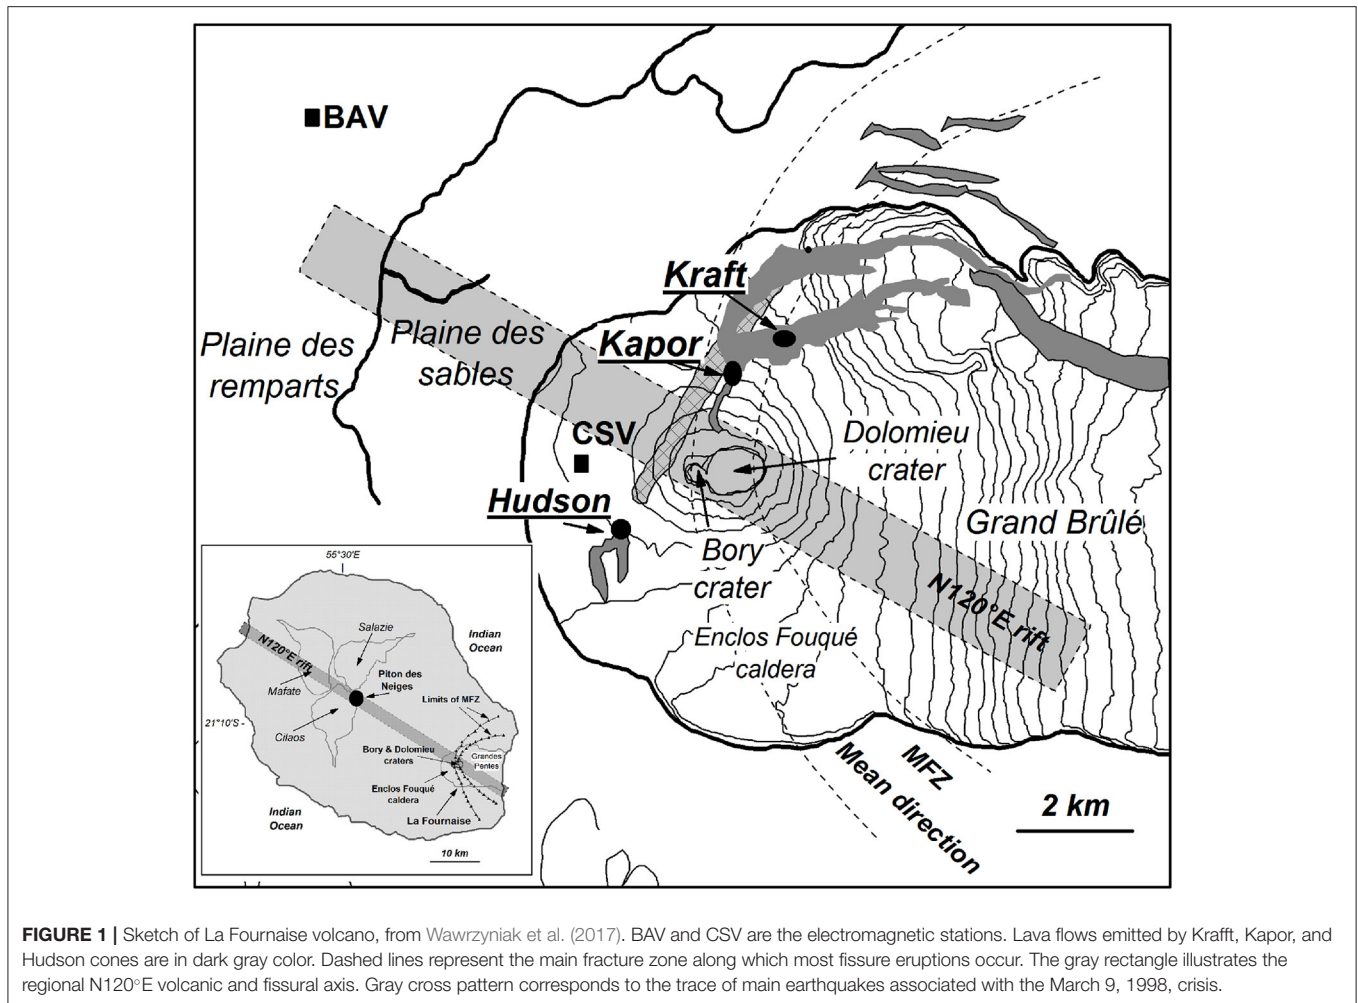 BAV
Kraft
Kapor
Plaine des
remparts
Plaine des
sables
CSV
Dolomieu
crater
Hudson
Grand Brûlé
Bory
crater
N120°E rift
Enclos Fouqué
caldera
MFZ
Mean direction
2 km
55°30'E
Salazie
Indian
Ocean
N120°E rift
Mafate
Piton des
Neiges
Limits of MFZ
21°10'S
Cilaos
Bory & Dolomieu
craters
Grandes
Pentes
Enclos Fouqué
caldera
Indian
Ocean
La Fournaise
10 km
FIGURE 1 | Sketch of La Fournaise volcano, from Wawrzyniak et al. (2017). BAV and CSV are the electromagnetic stations. Lava flows emitted by Krafft, Kapor, and
Hudson cones are in dark gray color. Dashed lines represent the main fracture zone along which most fissure eruptions occur. The gray rectangle illustrates the
regional N120°E volcanic and fissural axis. Gray cross pattern corresponds to the trace of main earthquakes associated with the March 9, 1998, crisis.